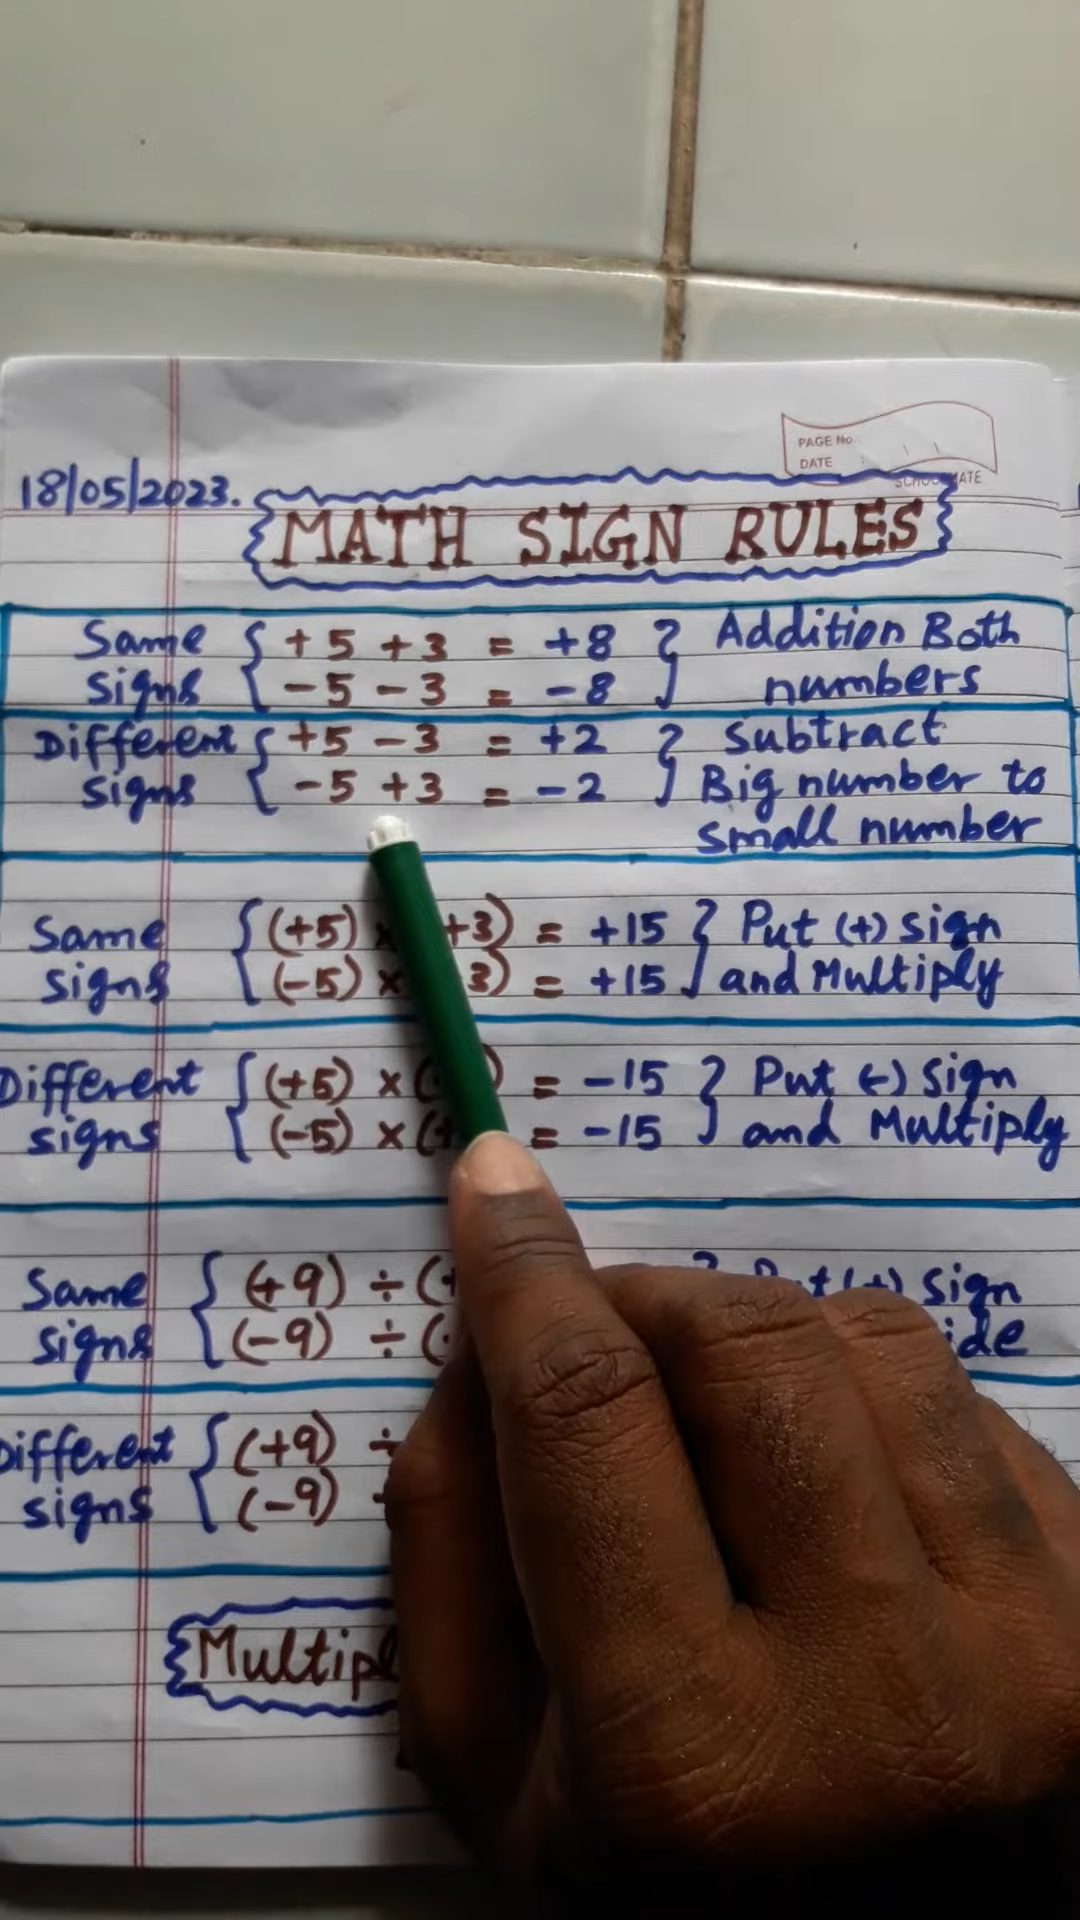 PAGE No.
DATE
18/05/2023.
MATH SIGN RULES
Same signs { +5 +3 = +8 } Addition Both
-5 -3 = -8 numbers
Different signs { +5 -3 = +2 } Subtract
-5 +3 = -2 Big number to
small number
Same signs { (+5) +3) = +15 } Put (+) sign
(-5) × 3) = +15 and Multiply
Different signs { (+5) × ( ) = -15 } Put (-) sign
(-5) × ( = -15 and Multiply
Same signs { (+9) ÷ ( (+) sign
(-9) ÷ (
Different signs { (+9) ÷
(-9)